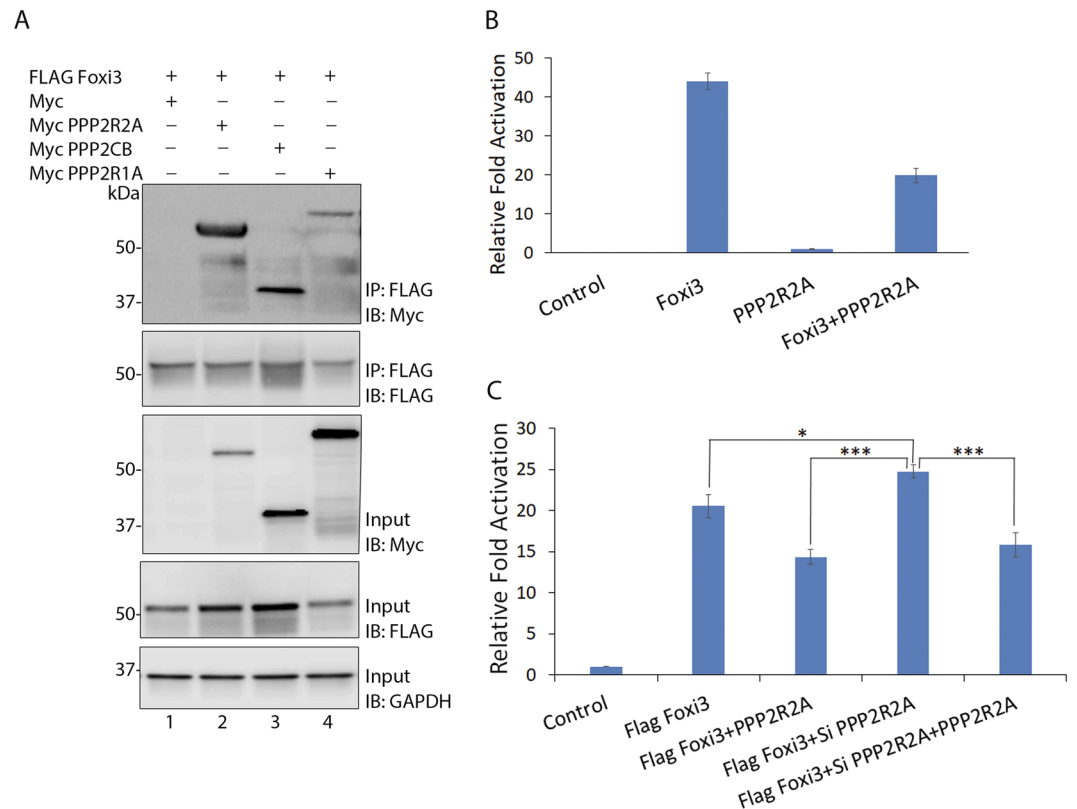 A
FLAG Foxi3 + + + +
Myc + − − −
Myc PPP2R2A − + − −
Myc PPP2CB − − + −
Myc PPP2R1A − − − +
kDa
50-
37-
IP: FLAG
IB: Myc
50-
IP: FLAG
IB: FLAG
50-
37-
Input
IB: Myc
50-
Input
IB: FLAG
37-
Input
IB: GAPDH
1 2 3 4
B
Relative Fold Activation
50
40
30
20
10
0
Control
Foxi3
PPP2R2A
Foxi3+PPP2R2A
C
Relative Fold Activation
30
25
20
15
10
5
0
*
*** ***
Control
Flag Foxi3
Flag Foxi3+PPP2R2A
Flag Foxi3+Si PPP2R2A
Flag Foxi3+Si PPP2R2A+PPP2R2A